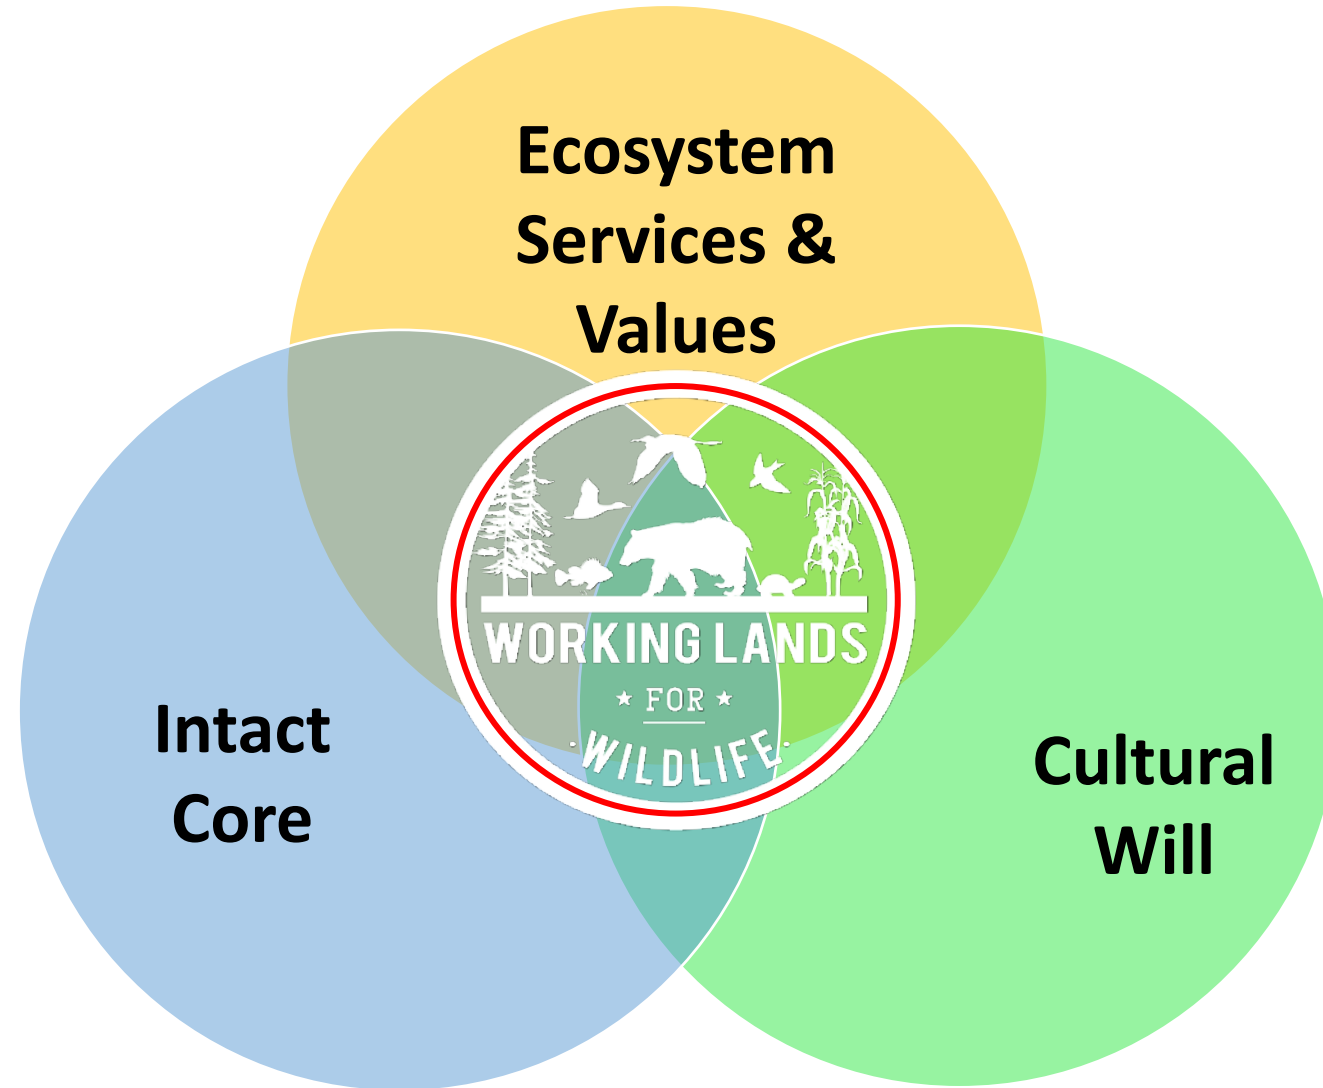 Ecosystem
Services &
Values
WORKING LANDS
FOR
WILDLIFE
Intact
Core
Cultural
Will